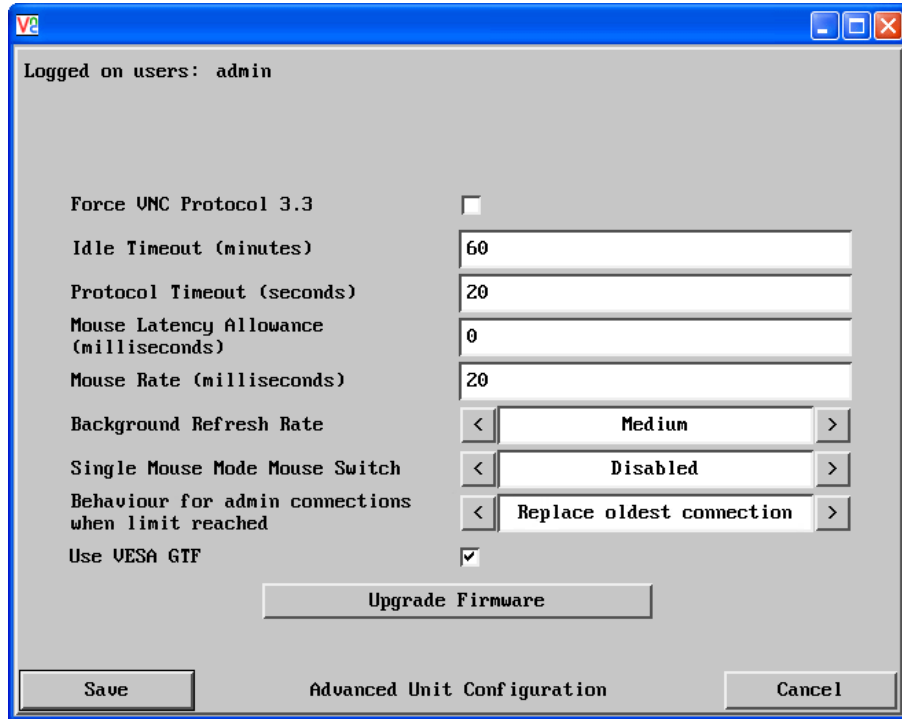 Logged on users: admin
Force VNC Protocol 3.3
Idle Timeout (minutes)
60
Protocol Timeout (seconds)
20
Mouse Latency Allowance
(milliseconds)
0
Mouse Rate (milliseconds)
20
Background Refresh Rate
< Medium >
Single Mouse Mode Mouse Switch
< Disabled >
Behaviour for admin connections
when limit reached
< Replace oldest connection >
Use VESA GTF
Upgrade Firmware
Save
Advanced Unit Configuration
Cancel